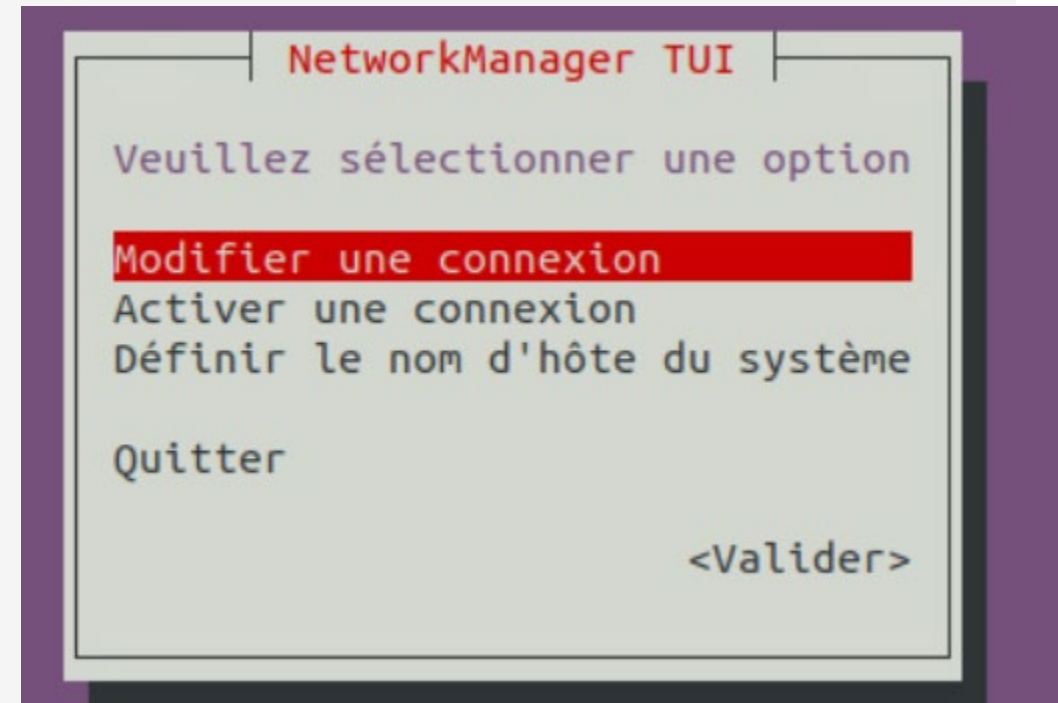 NetworkManager TUI
Veuillez sélectionner une option
Modifier une connexion
Activer une connexion
Définir le nom d'hôte du système
Quitter
<Valider>